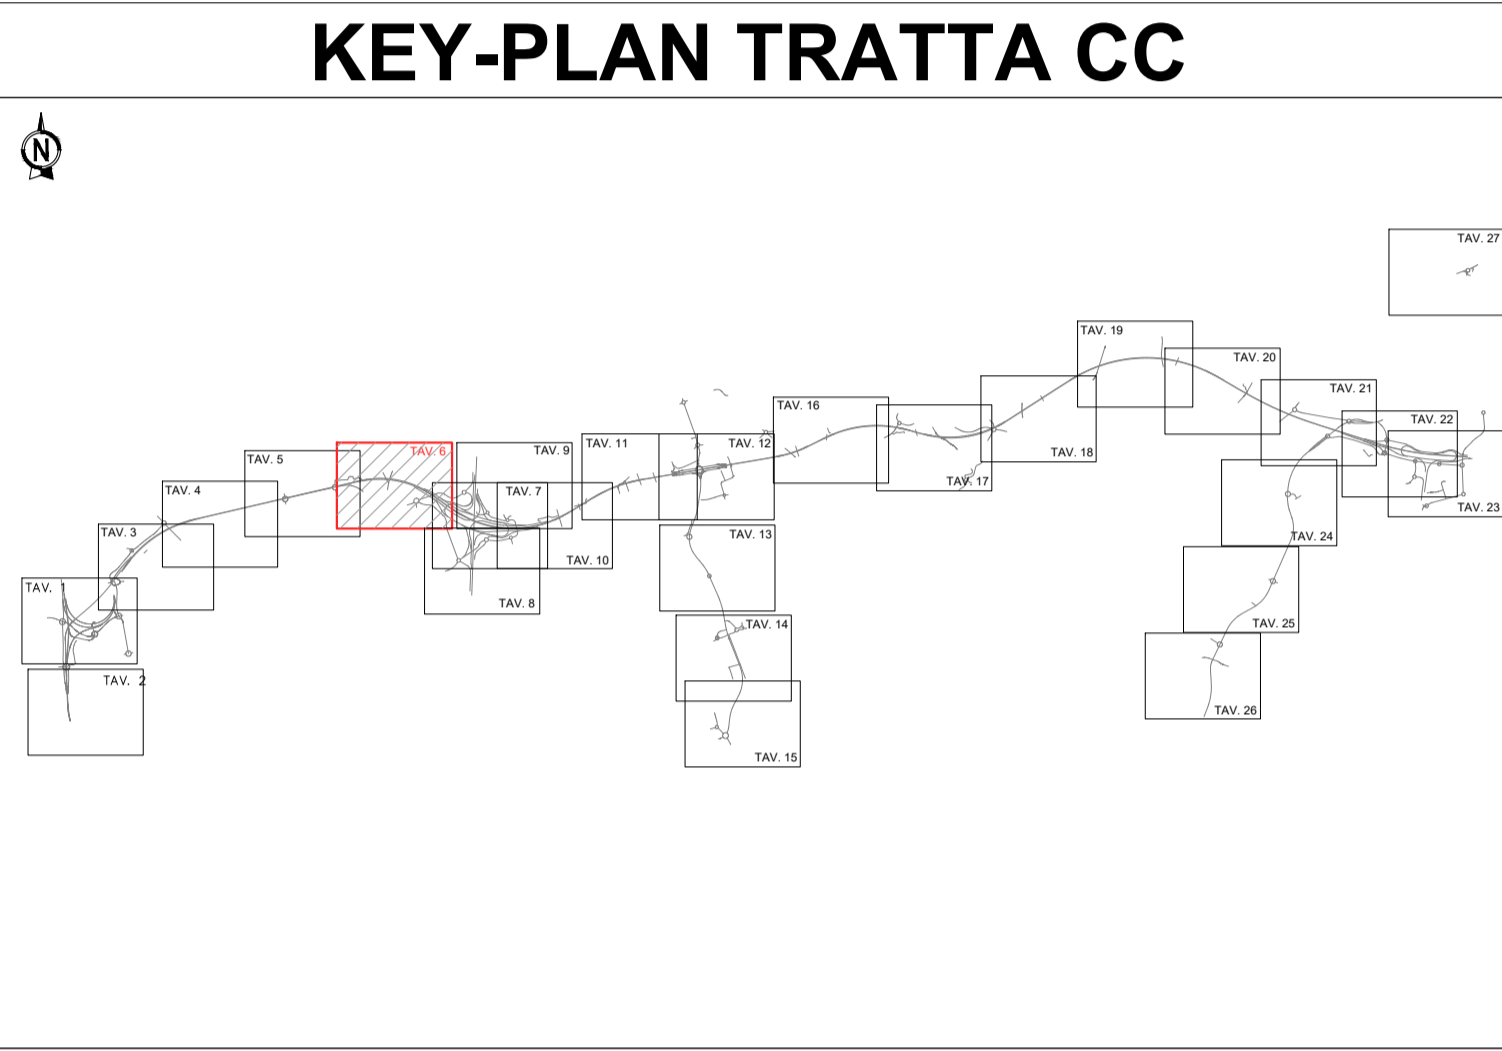 KEY-PLAN TRATTA CC
N
TAV. 27
TAV. 19
TAV. 20
TAV. 21
TAV. 16
TAV. 22
TAV. 11
TAV. 12
TAV. 6
TAV. 9
TAV. 5
TAV. 18
TAV. 17
TAV. 4
TAV. 7
TAV. 23
TAV. 3
TAV. 13
TAV. 24
TAV. 10
TAV. 1
TAV. 8
TAV. 14
TAV. 25
TAV. 2
TAV. 26
TAV. 15